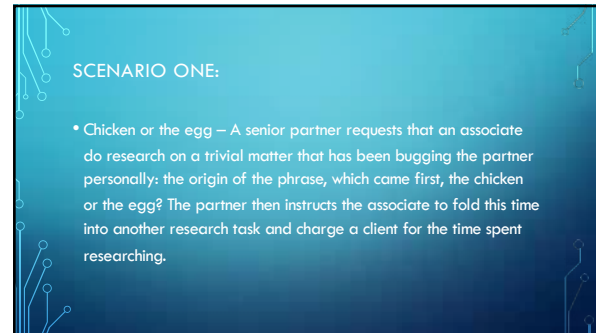 SCENARIO ONE:
• Chicken or the egg – A senior partner requests that an associate
do research on a trivial matter that has been bugging the partner
personally: the origin of the phrase, which came first, the chicken
or the egg? The partner then instructs the associate to fold this time
into another research task and charge a client for the time spent
researching.